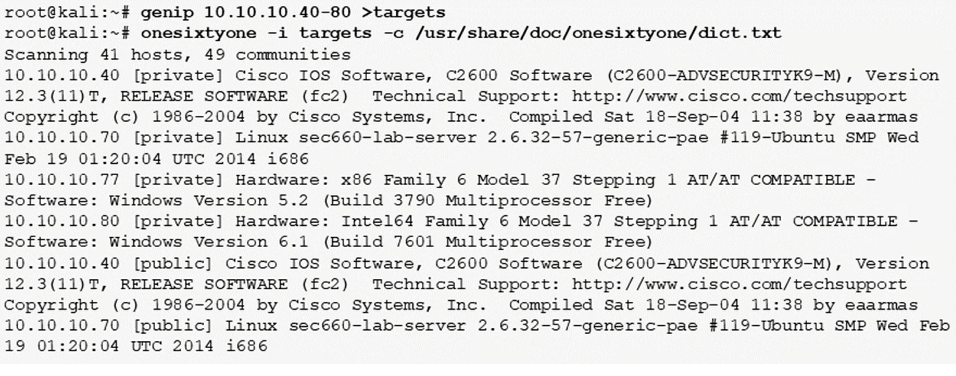 root@kali:~# genip 10.10.10.40-80 >targets
root@kali:~# onesixtyone -i targets -c /usr/share/doc/onesixtyone/dict.txt
Scanning 41 hosts, 49 communities
10.10.10.40 [private] Cisco IOS Software, C2600 Software (C2600-ADVSECURITYK9-M), Version
12.3(11)T, RELEASE SOFTWARE (fc2)  Technical Support: http://www.cisco.com/techsupport
Copyright (c) 1986-2004 by Cisco Systems, Inc.  Compiled Sat 18-Sep-04 11:38 by eaarmas
10.10.10.70 [private] Linux sec660-lab-server 2.6.32-57-generic-pae #119-Ubuntu SMP Wed
Feb 19 01:20:04 UTC 2014 i686
10.10.10.77 [private] Hardware: x86 Family 6 Model 37 Stepping 1 AT/AT COMPATIBLE -
Software: Windows Version 5.2 (Build 3790 Multiprocessor Free)
10.10.10.80 [private] Hardware: Intel64 Family 6 Model 37 Stepping 1 AT/AT COMPATIBLE -
Software: Windows Version 6.1 (Build 7601 Multiprocessor Free)
10.10.10.40 [public] Cisco IOS Software, C2600 Software (C2600-ADVSECURITYK9-M), Version
12.3(11)T, RELEASE SOFTWARE (fc2)  Technical Support: http://www.cisco.com/techsupport
Copyright (c) 1986-2004 by Cisco Systems, Inc.  Compiled Sat 18-Sep-04 11:38 by eaarmas
10.10.10.70 [public] Linux sec660-lab-server 2.6.32-57-generic-pae #119-Ubuntu SMP Wed Feb
19 01:20:04 UTC 2014 i686